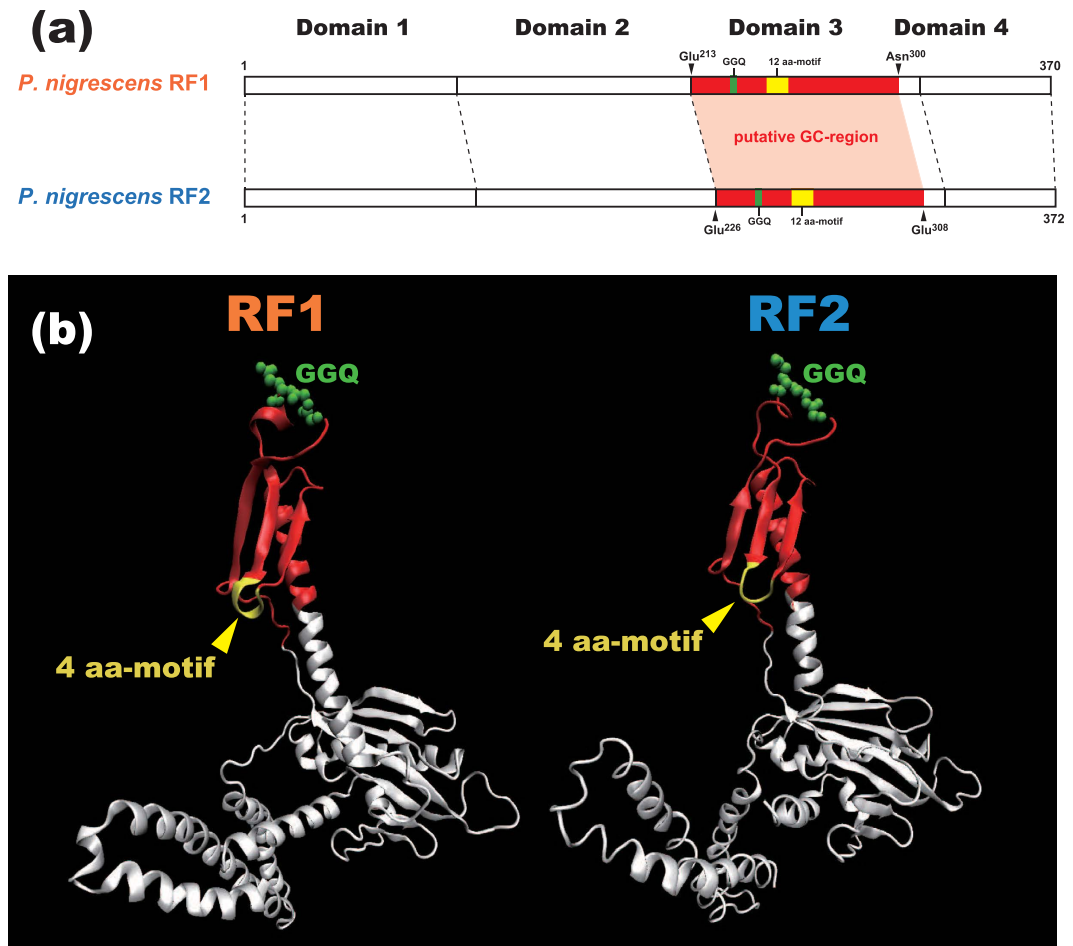 (a)
Domain 1 Domain 2 Domain 3 Domain 4
Glu213 GGQ 12 aa-motif Asn300
1 370
P. nigrescens RF1
putative GC-region
P. nigrescens RF2
1 372
Glu226 GGQ 12 aa-motif Glu308
(b)
RF1 RF2
GGQ GGQ
4 aa-motif 4 aa-motif